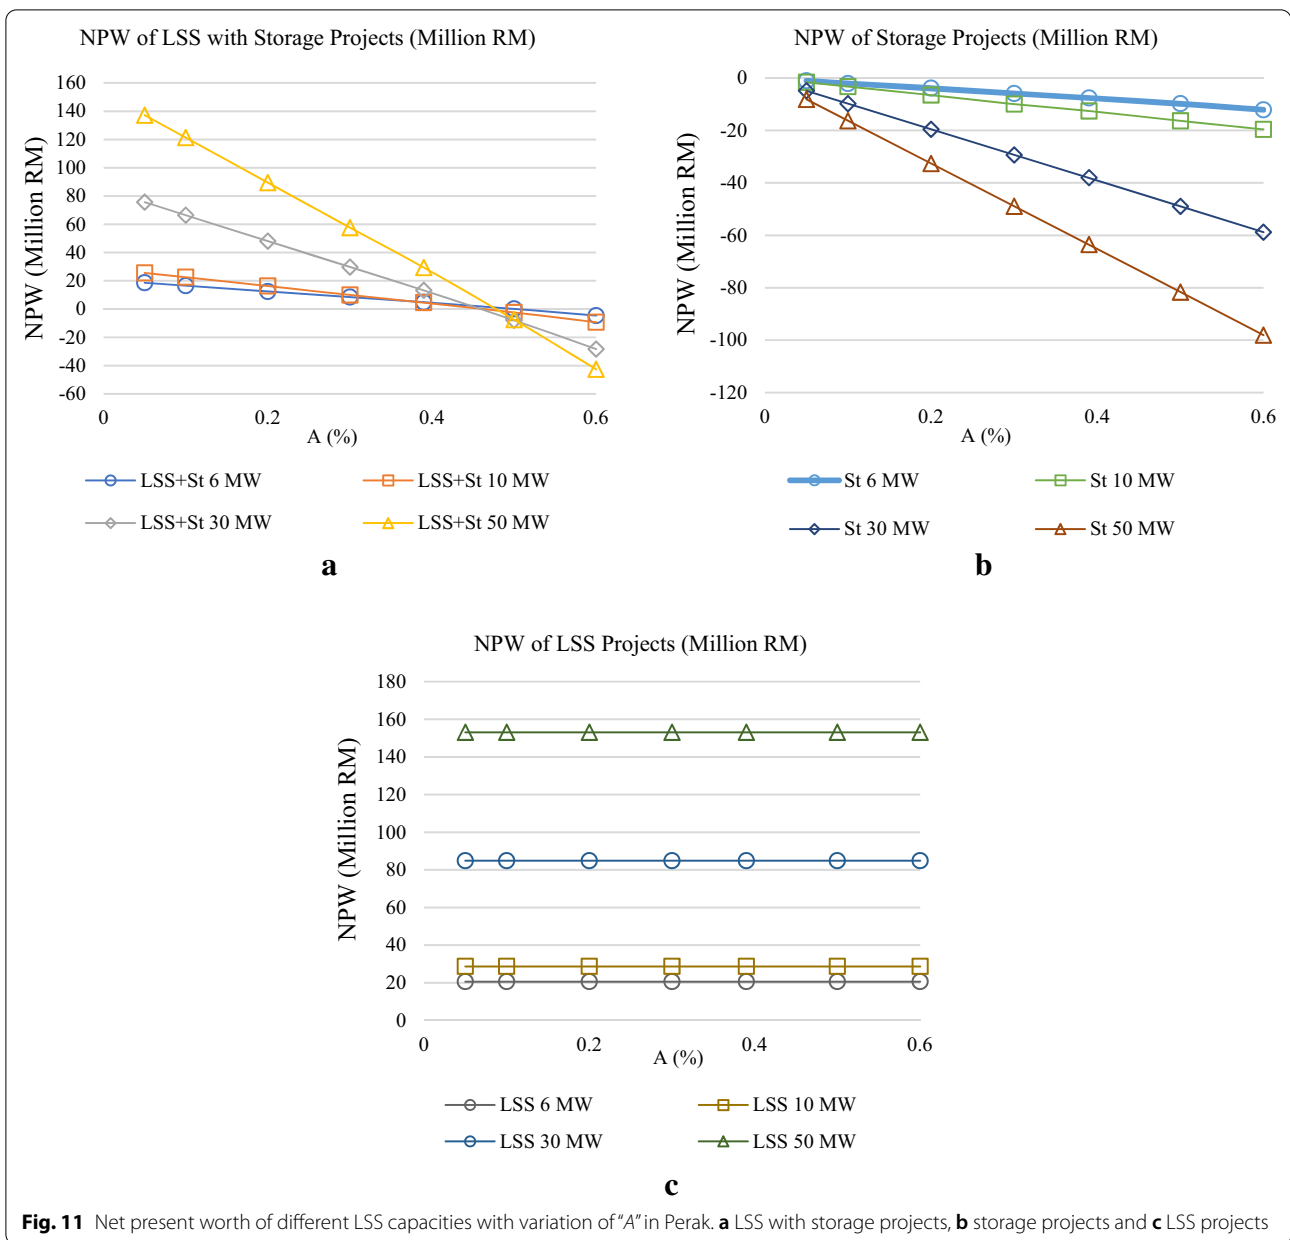 NPW of LSS with Storage Projects (Million RM)
NPW (Million RM)
160
140
120
100
80
60
40
20
0
-20
-40
-60
0
0.2
0.4
0.6
A (%)
LSS+St 6 MW
LSS+St 10 MW
LSS+St 30 MW
LSS+St 50 MW
a
NPW of Storage Projects (Million RM)
NPW (Million RM)
0
-20
-40
-60
-80
-100
-120
0
0.2
0.4
0.6
A (%)
St 6 MW
St 10 MW
St 30 MW
St 50 MW
b
NPW of LSS Projects (Million RM)
NPW (Million RM)
180
160
140
120
100
80
60
40
20
0
0
0.2
0.4
0.6
A (%)
LSS 6 MW
LSS 10 MW
LSS 30 MW
LSS 50 MW
c
Fig. 11 Net present worth of different LSS capacities with variation of “A” in Perak. a LSS with storage projects, b storage projects and c LSS projects